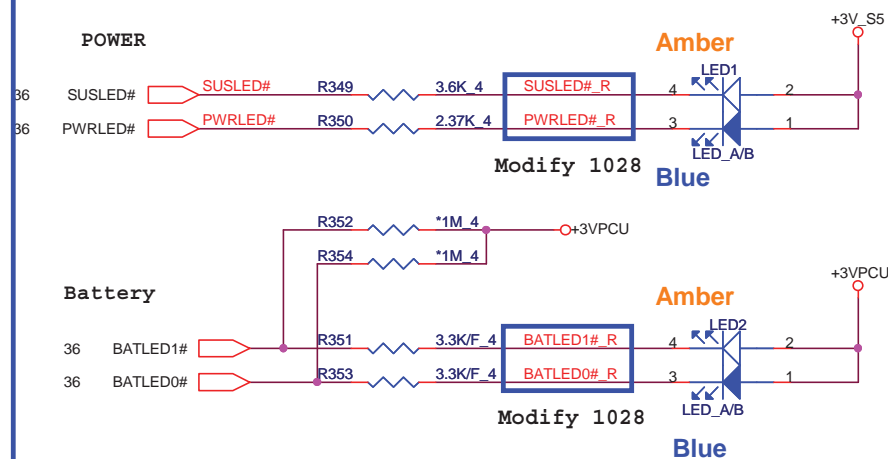 +3V_S5
POWER
Amber
LED1
36 SUSLED# SUSLED# R349 3.6K_4 SUSLED#_R 4 2
36 PWRLED# PWRLED# R350 2.37K_4 PWRLED#_R 3 1
LED_A/B
Modify 1028
Blue
R352 *1M_4 +3VPCU
R354 *1M_4
+3VPCU
Battery
Amber
LED2
36 BATLED1# R351 3.3K/F_4 BATLED1#_R 4 2
36 BATLED0# R353 3.3K/F_4 BATLED0#_R 3 1
LED_A/B
Modify 1028
Blue